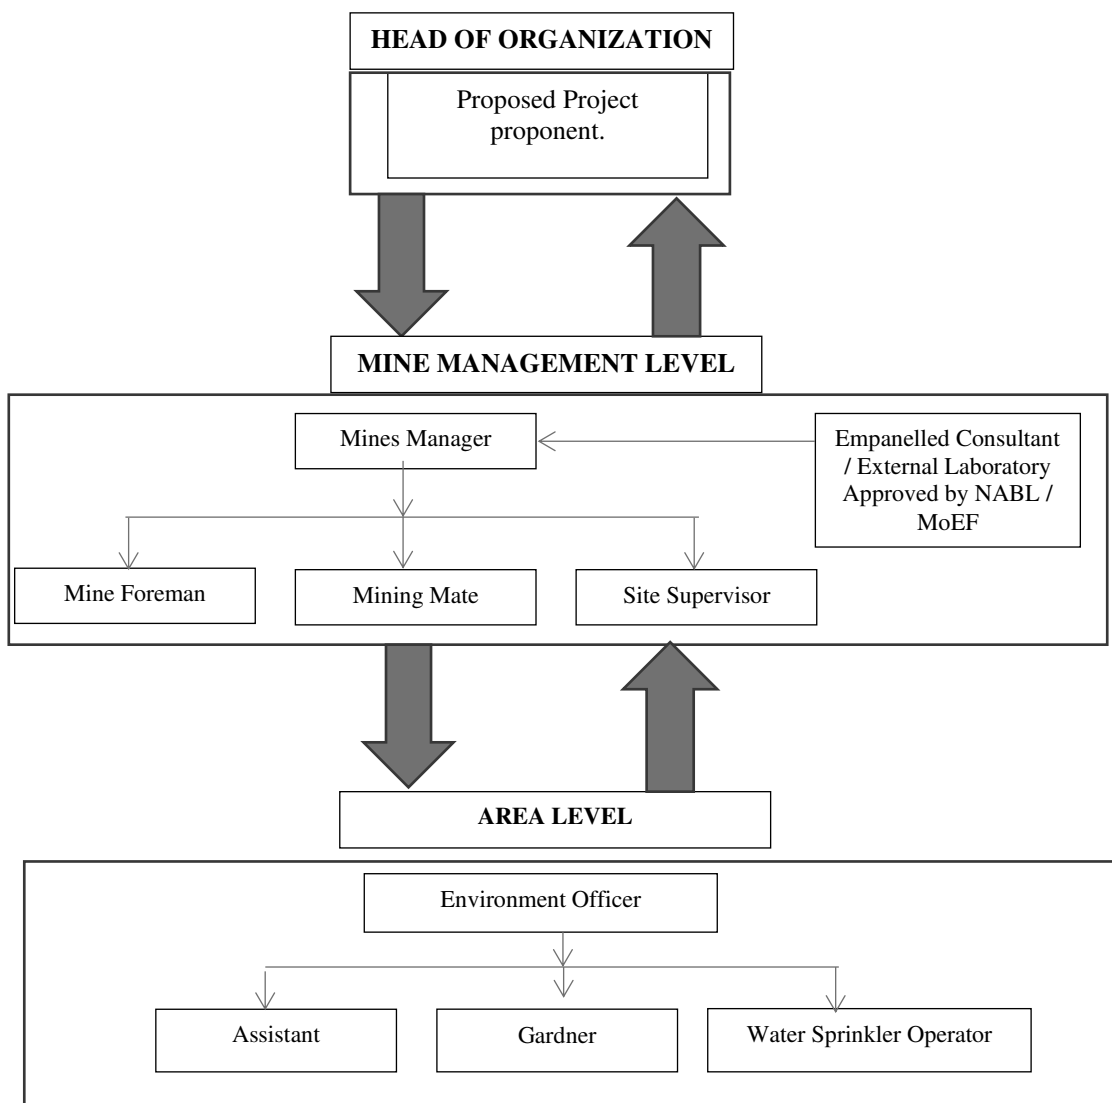 HEAD OF ORGANIZATION
Proposed Project
proponent.
MINE MANAGEMENT LEVEL
Mines Manager
Empanelled Consultant
/ External Laboratory
Approved by NABL /
MoEF
Mine Foreman
Mining Mate
Site Supervisor
AREA LEVEL
Environment Officer
Assistant
Gardner
Water Sprinkler Operator